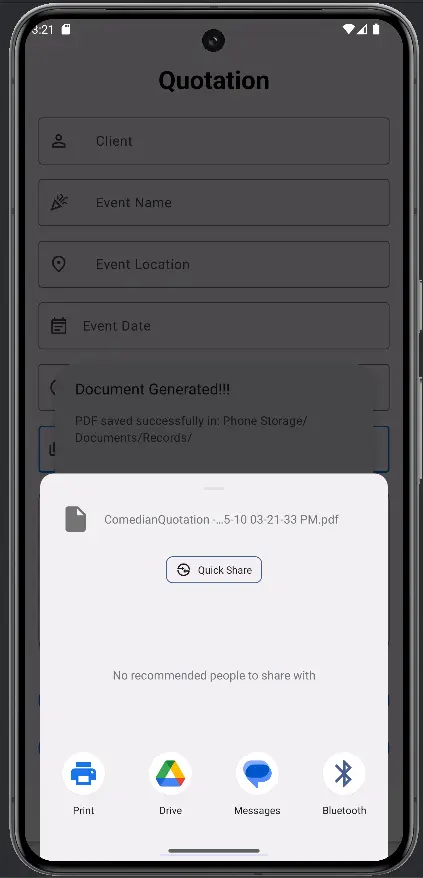 3:21
Quotation
Client
Event Name
Event Location
Event Date
Document Generated!!!
PDF saved successfully in: Phone Storage/
Documents/Records/
ComedianQuotation -...5-10 03-21-33 PM.pdf
Quick Share
No recommended people to share with
Print
Drive
Messages
Bluetooth